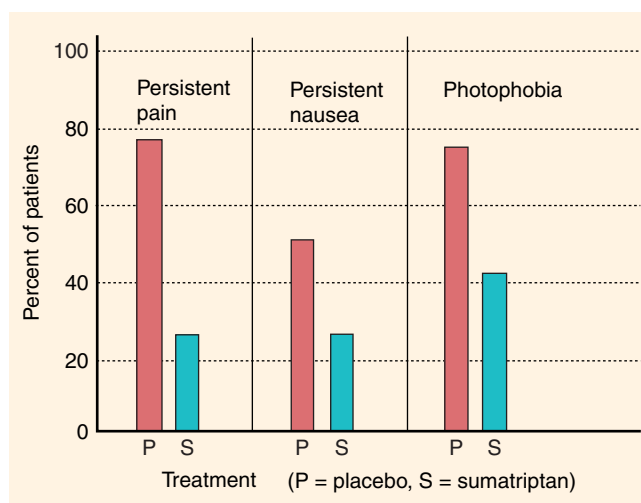 100
80
60
40
20
0
Percent of patients
Persistent
pain
Persistent
nausea
Photophobia
P S P S P S
Treatment (P = placebo, S = sumatriptan)